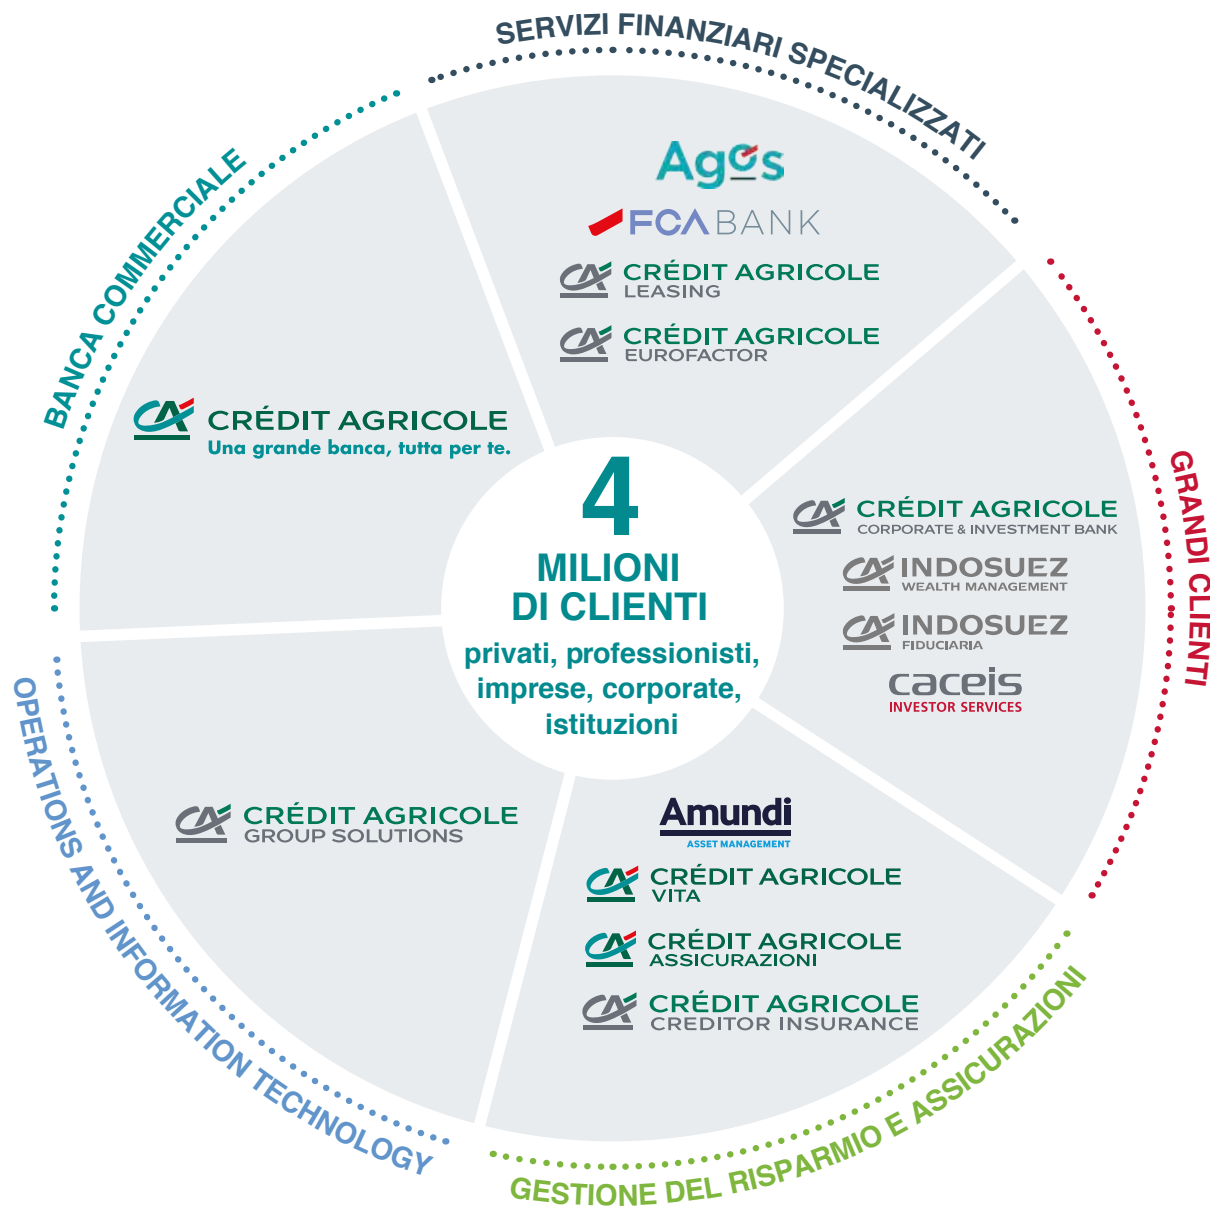 SERVIZI FINANZIARI SPECIALIZZATI
Agos
FCA BANK
CRÉDIT AGRICOLE
LEASING
CRÉDIT AGRICOLE
EUROFACTOR
BANCA COMMERCIALE
CRÉDIT AGRICOLE
Una grande banca, tutta per te.
4
MILIONI
DI CLIENTI
privati, professionisti,
imprese, corporate,
istituzioni
GRANDI CLIENTI
CRÉDIT AGRICOLE
CORPORATE & INVESTMENT BANK
INDOSUEZ
WEALTH MANAGEMENT
INDOSUEZ
FIDUCIARIA
caceis
INVESTOR SERVICES
OPERATIONS AND INFORMATION TECHNOLOGY
CRÉDIT AGRICOLE
GROUP SOLUTIONS
Amundi
ASSET MANAGEMENT
CRÉDIT AGRICOLE
VITA
CRÉDIT AGRICOLE
ASSICURAZIONI
CRÉDIT AGRICOLE
CREDITOR INSURANCE
GESTIONE DEL RISPARMIO E ASSICURAZIONI